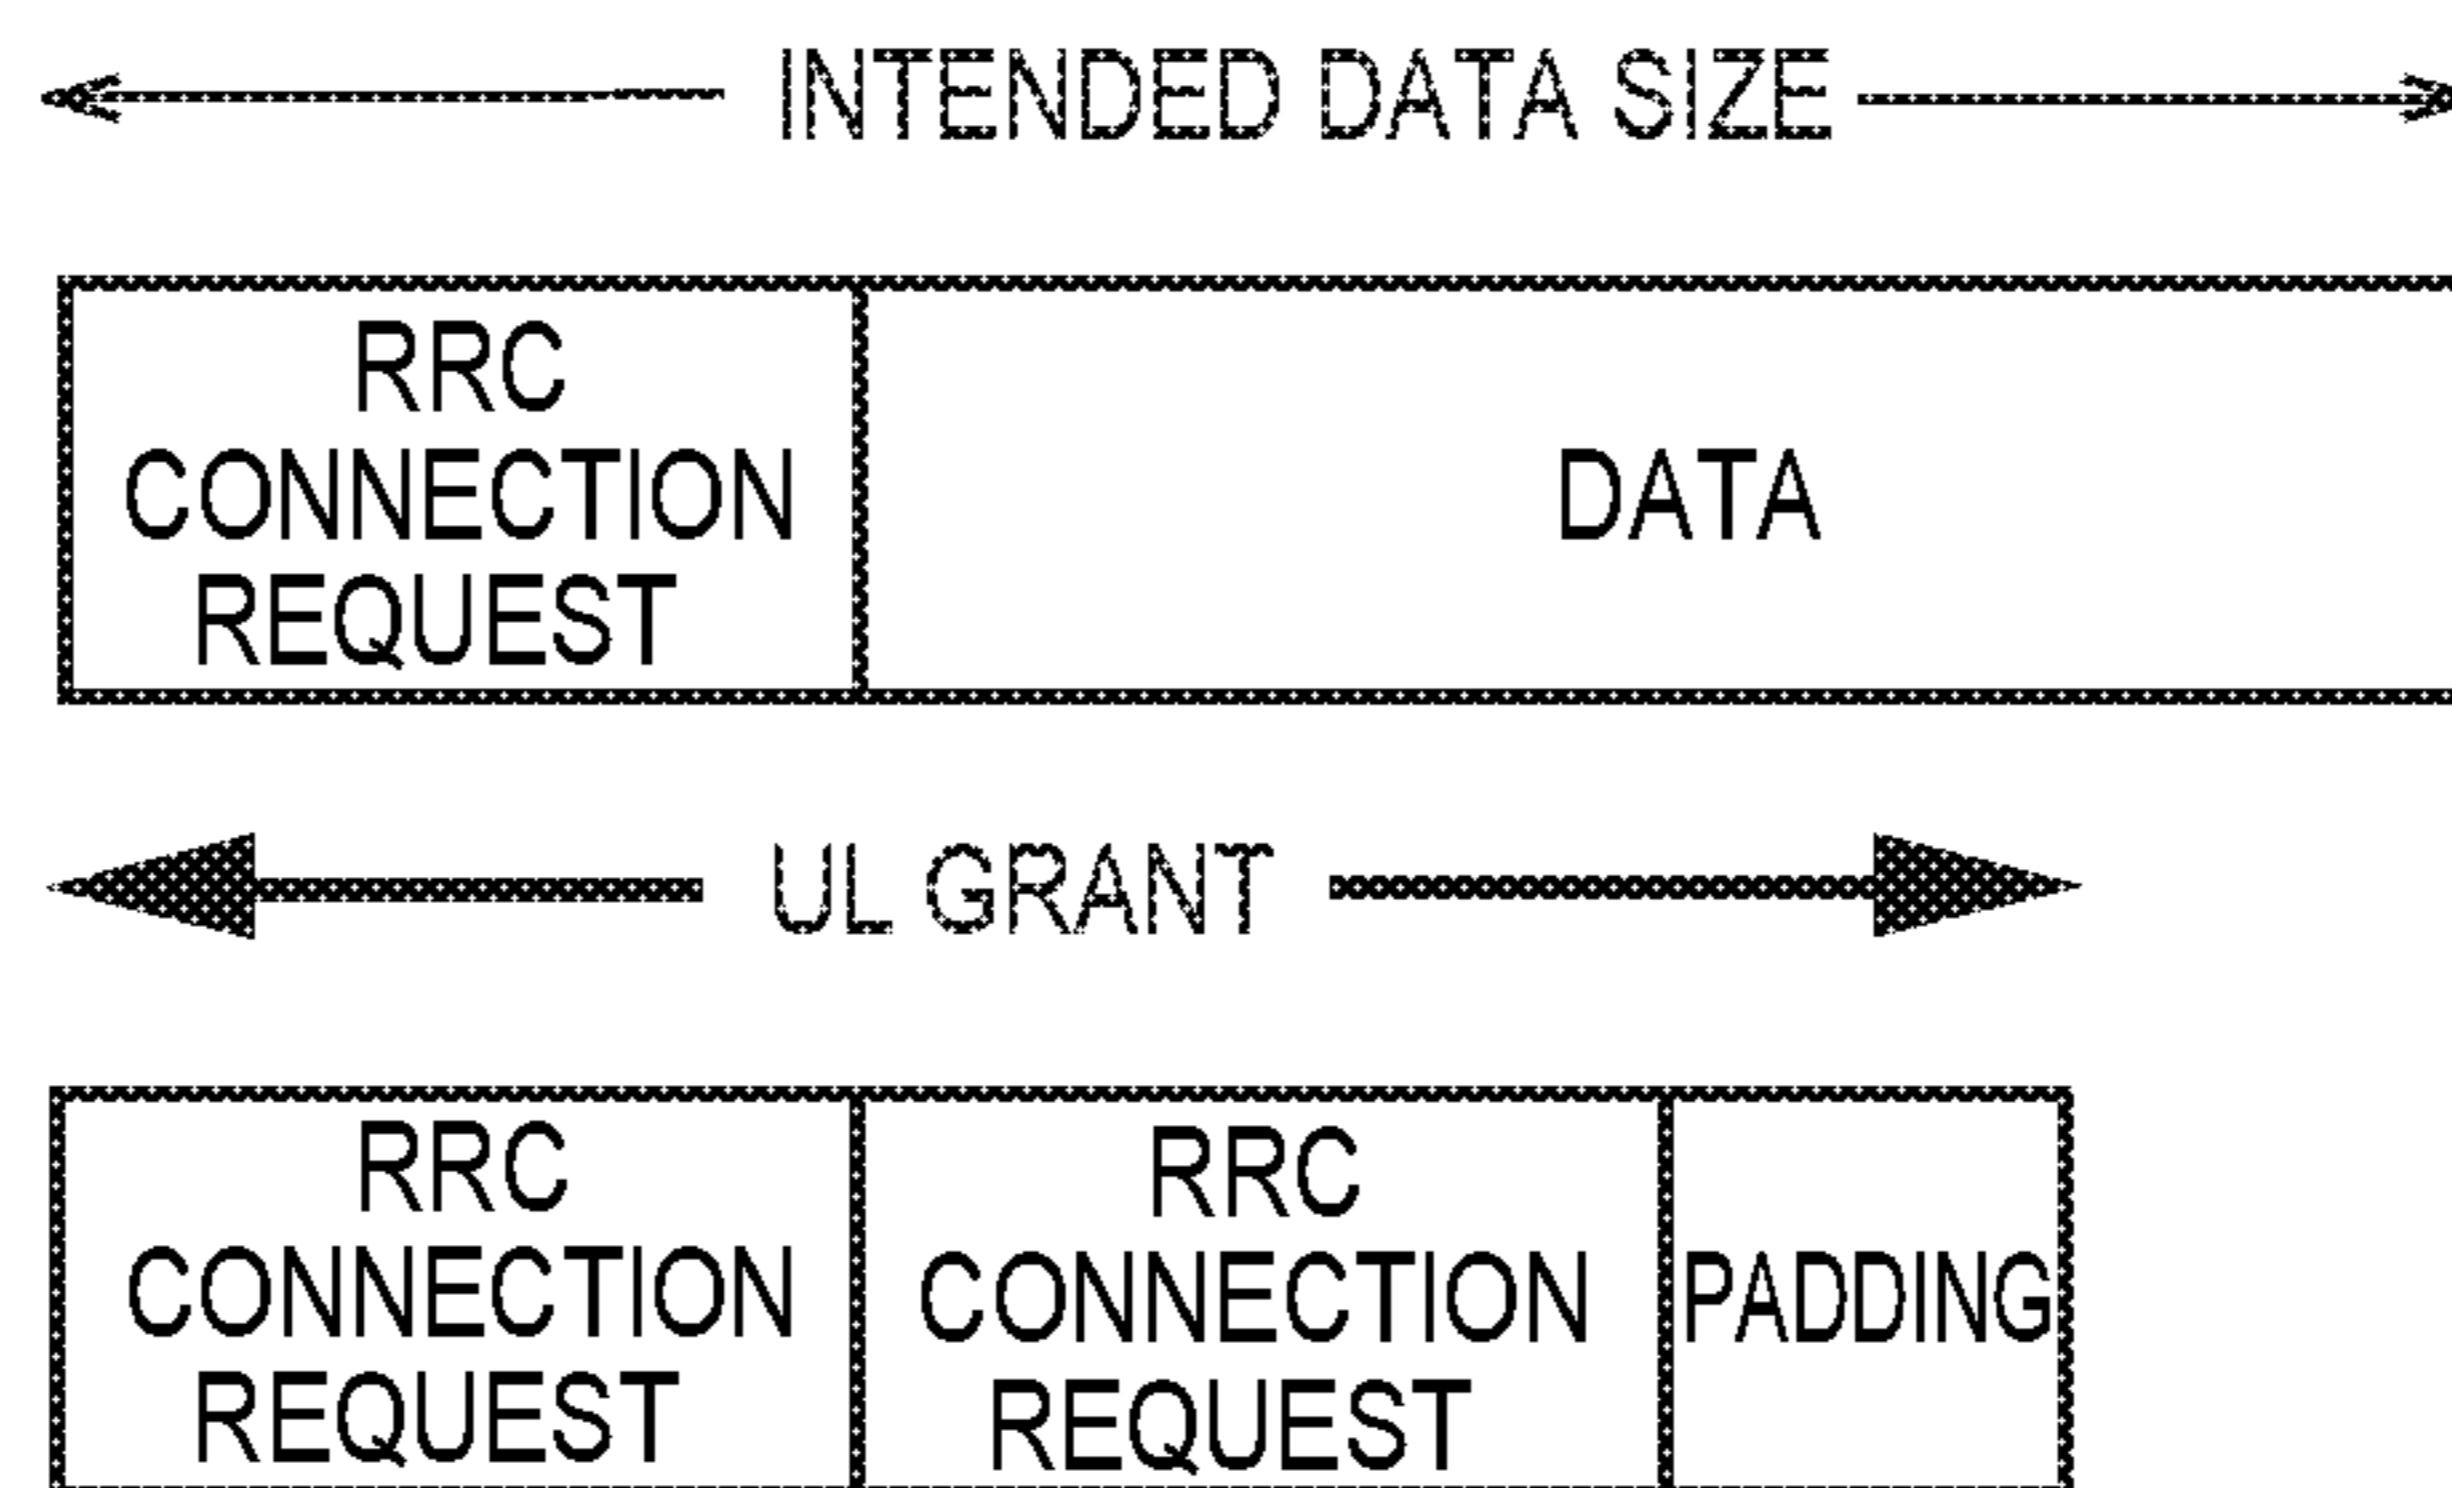 INTENDED DATA SIZE
RRC
CONNECTION
REQUEST
DATA
UL GRANT
RRC
CONNECTION
REQUEST
RRC
CONNECTION
REQUEST
PADDING